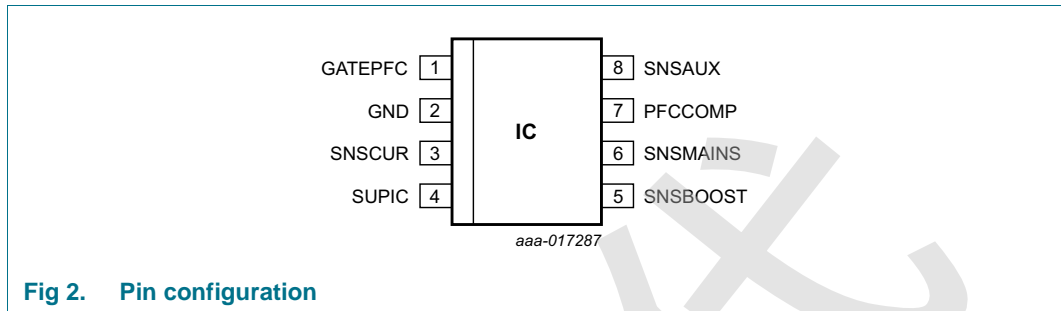 GATEPFC 1
GND 2
SNSCUR 3
SUPIC 4
IC
8 SNSAUX
7 PFCCOMP
6 SNSMAINS
5 SNSBOOST
aaa-017287
Fig 2. Pin configuration